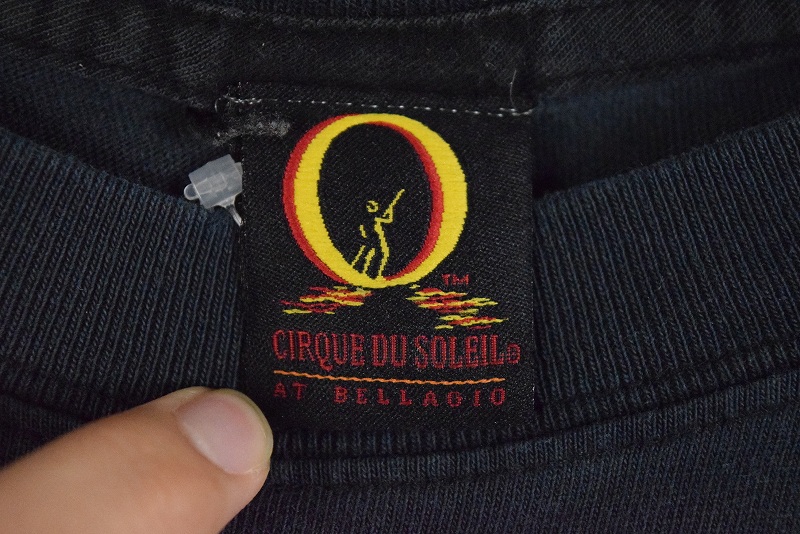 O
TM
CIRQUE DU SOLEIL®
AT BELLAGIO